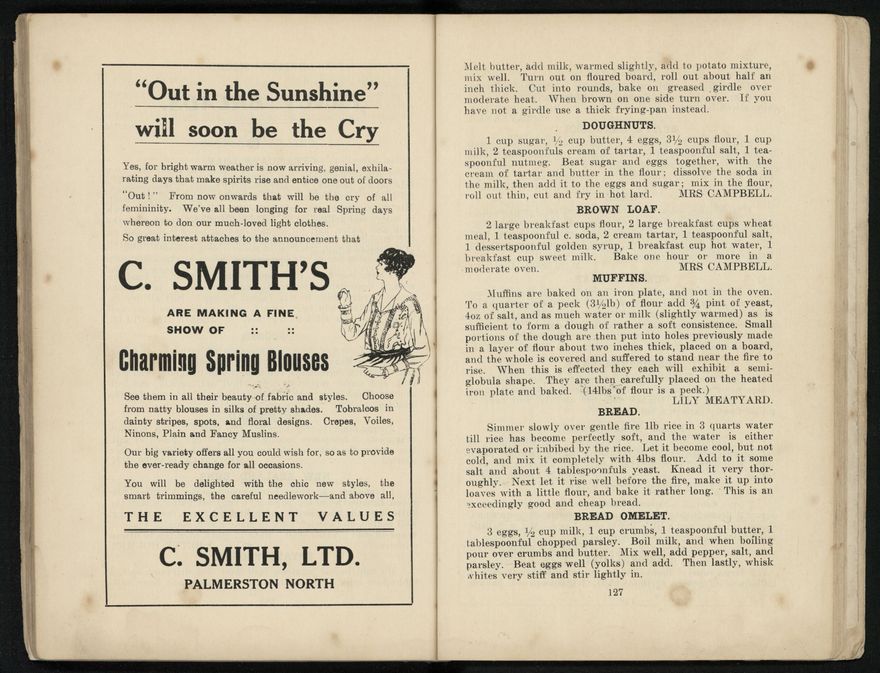 "Out in the Sunshine"
will soon be the Cry
Yes, for bright warm weather is now arriving, genial, exhila-
rating days that make spirits rise and entice one out of doors
"Out!" From now onwards that will be the cry of all
femininity. We've all been longing for real Spring days
whereon to don our much-loved light clothes.
So great interest attaches to the announcement that
C. SMITH'S
ARE MAKING A FINE
SHOW OF :: ::
Charming Spring Blouses
See them in all their beauty of fabric and styles. Choose
from natty blouses in silks of pretty shades. Tobralcos in
dainty stripes, spots, and floral designs. Crepes, Voiles,
Ninons, Plain and Fancy Muslins.
Our big variety offers all you could wish for, so as to provide
the ever-ready change for all occasions.
You will be delighted with the chic new styles, the
smart trimmings, the careful needlework—and above all,
THE EXCELLENT VALUES
C. SMITH, LTD.
PALMERSTON NORTH
Melt butter, add milk, warmed slightly, add to potato mixture,
mix well. Turn out on floured board, roll out about half an
inch thick. Cut into rounds, bake on greased girdle over
moderate heat. When brown on one side turn over. If you
have not a girdle use a thick frying-pan instead.
DOUGHNUTS.
1 cup sugar, ½ cup butter, 4 eggs, 3½ cups flour, 1 cup
milk, 2 teaspoonfuls cream of tartar, 1 teaspoonful salt, 1 tea-
spoonful nutmeg. Beat sugar and eggs together, with the
cream of tartar and butter in the flour; dissolve the soda in
the milk, then add it to the eggs and sugar; mix in the flour,
roll out thin, cut and fry in hot lard. MRS CAMPBELL.
BROWN LOAF.
2 large breakfast cups flour, 2 large breakfast cups wheat
meal, 1 teaspoonful c. soda, 2 cream tartar, 1 teaspoonful salt,
1 dessertspoonful golden syrup, 1 breakfast cup hot water, 1
breakfast cup sweet milk. Bake one hour or more in a
moderate oven. MRS CAMPBELL.
MUFFINS.
Muffins are baked on an iron plate, and not in the oven.
To a quarter of a peck (3½lb) of flour add ¾ pint of yeast,
4oz of salt, and as much water or milk (slightly warmed) as is
sufficient to form a dough of rather a soft consistence. Small
portions of the dough are then put into holes previously made
in a layer of flour about two inches thick, placed on a board,
and the whole is covered and suffered to stand near the fire to
rise. When this is effected they each will exhibit a semi-
globula shape. They are then carefully placed on the heated
iron plate and baked. (14lbs of flour is a peck.)
LILY MEATYARD.
BREAD.
Simmer slowly over gentle fire 1lb rice in 3 quarts water
till rice has become perfectly soft, and the water is either
evaporated or imbibed by the rice. Let it become cool, but not
cold, and mix it completely with 4lbs flour. Add to it some
salt and about 4 tablespoonfuls yeast. Knead it very thor-
oughly. Next let it rise well before the fire, make it up into
loaves with a little flour, and bake it rather long. This is an
exceedingly good and cheap bread.
BREAD OMELET.
3 eggs, ½ cup milk, 1 cup crumbs, 1 teaspoonful butter, 1
tablespoonful chopped parsley. Boil milk, and when boiling
pour over crumbs and butter. Mix well, add pepper, salt, and
parsley. Beat eggs well (yolks) and add. Then lastly, whisk
whites very stiff and stir lightly in.
127